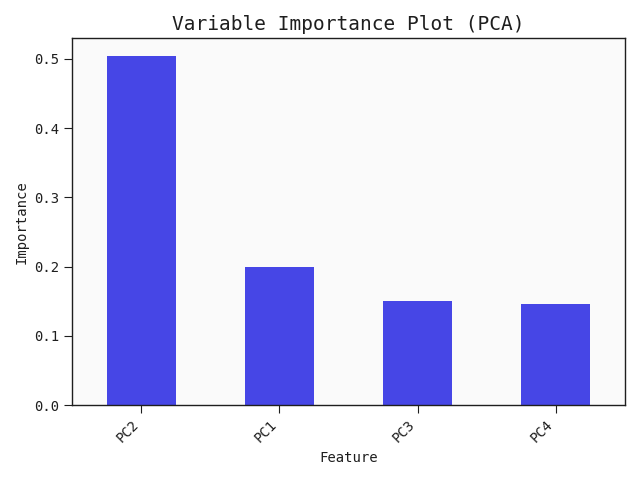 Variable Importance Plot (PCA)
0.5
0.4
0.3
0.2
0.1
0.0
Importance
PC2
PC1
PC3
PC4
Feature